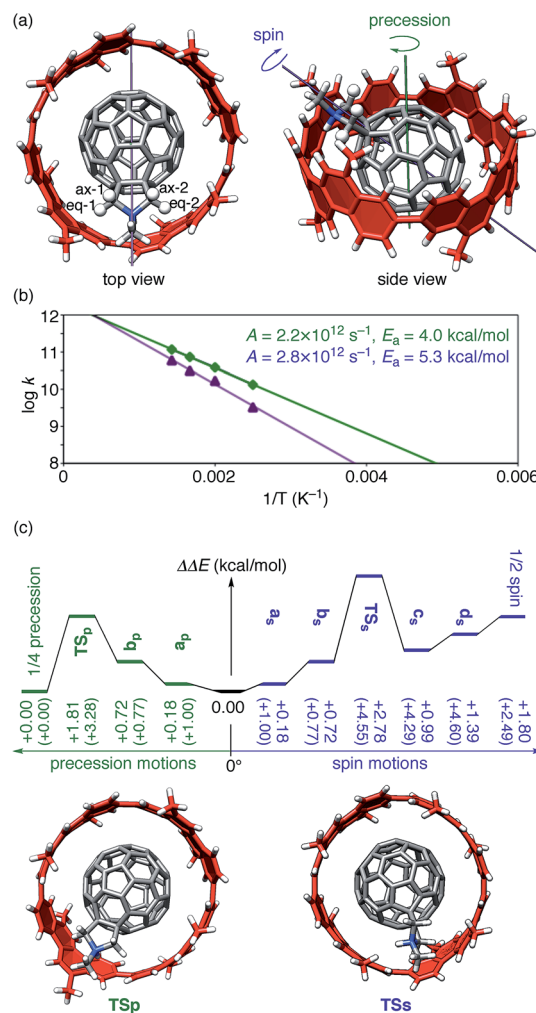 (a)
spin
precession
ax-1
ax-2
eq-1
eq-2
top view
side view
(b)
12
11
10
9
8
log k
A = 2.2×10¹² s⁻¹, Eₐ = 4.0 kcal/mol
A = 2.8×10¹² s⁻¹, Eₐ = 5.3 kcal/mol
0
0.002
0.004
0.006
1/T (K⁻¹)
(c)
ΔΔE (kcal/mol)
1/4 precession
TSp
bp
ap
as
bs
TSs
cs
ds
1/2 spin
+0.00
(+0.00)
+1.81
(+3.28)
+0.72
(+0.77)
+0.18
(+1.00)
0.00
+0.18
(+1.00)
+0.72
(+0.77)
+2.78
(+4.55)
+0.99
(+4.29)
+1.39
(+4.60)
+1.80
(+2.49)
precession motions
0°
spin motions
TSp
TSs